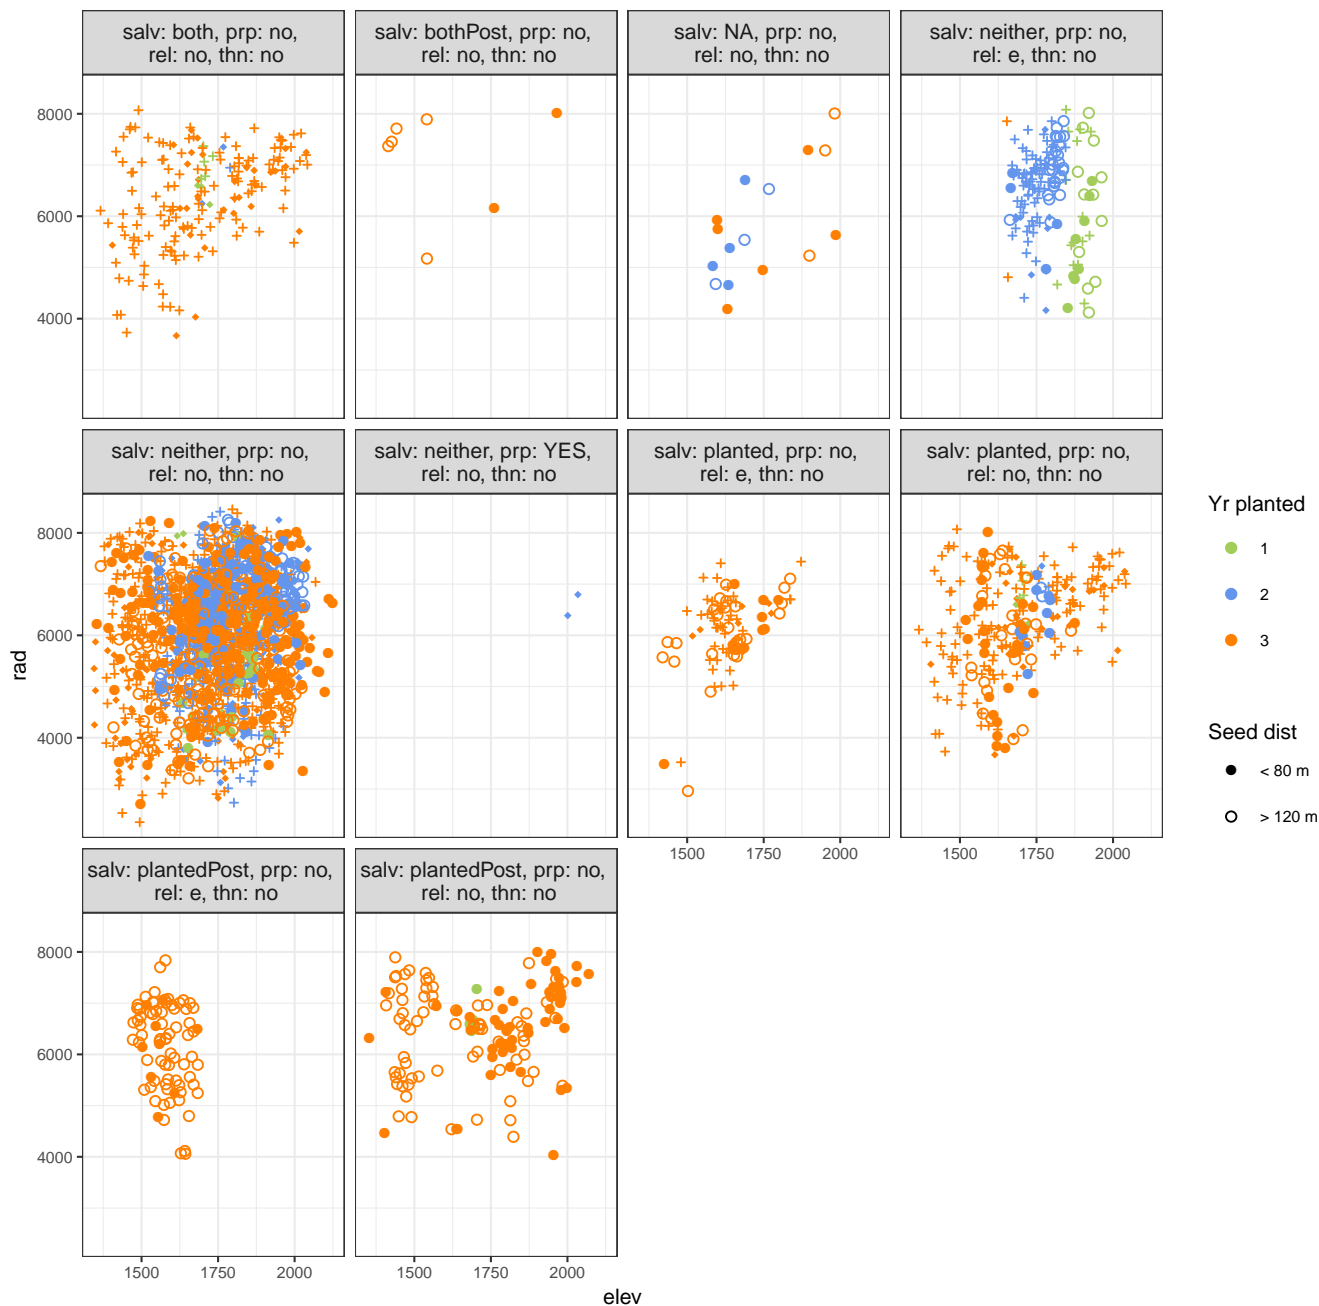 salv: both, prp: no,
rel: no, thn: no
salv: bothPost, prp: no,
rel: no, thn: no
salv: NA, prp: no,
rel: no, thn: no
salv: neither, prp: no,
rel: e, thn: no
8000
6000
4000
salv: neither, prp: no,
rel: no, thn: no
salv: neither, prp: YES,
rel: no, thn: no
salv: planted, prp: no,
rel: e, thn: no
salv: planted, prp: no,
rel: no, thn: no
8000
6000
4000
1500 1750 2000
1500 1750 2000
salv: plantedPost, prp: no,
rel: e, thn: no
salv: plantedPost, prp: no,
rel: no, thn: no
8000
6000
4000
1500 1750 2000
1500 1750 2000
elev
rad
Yr planted
1
2
3
Seed dist
< 80 m
> 120 m